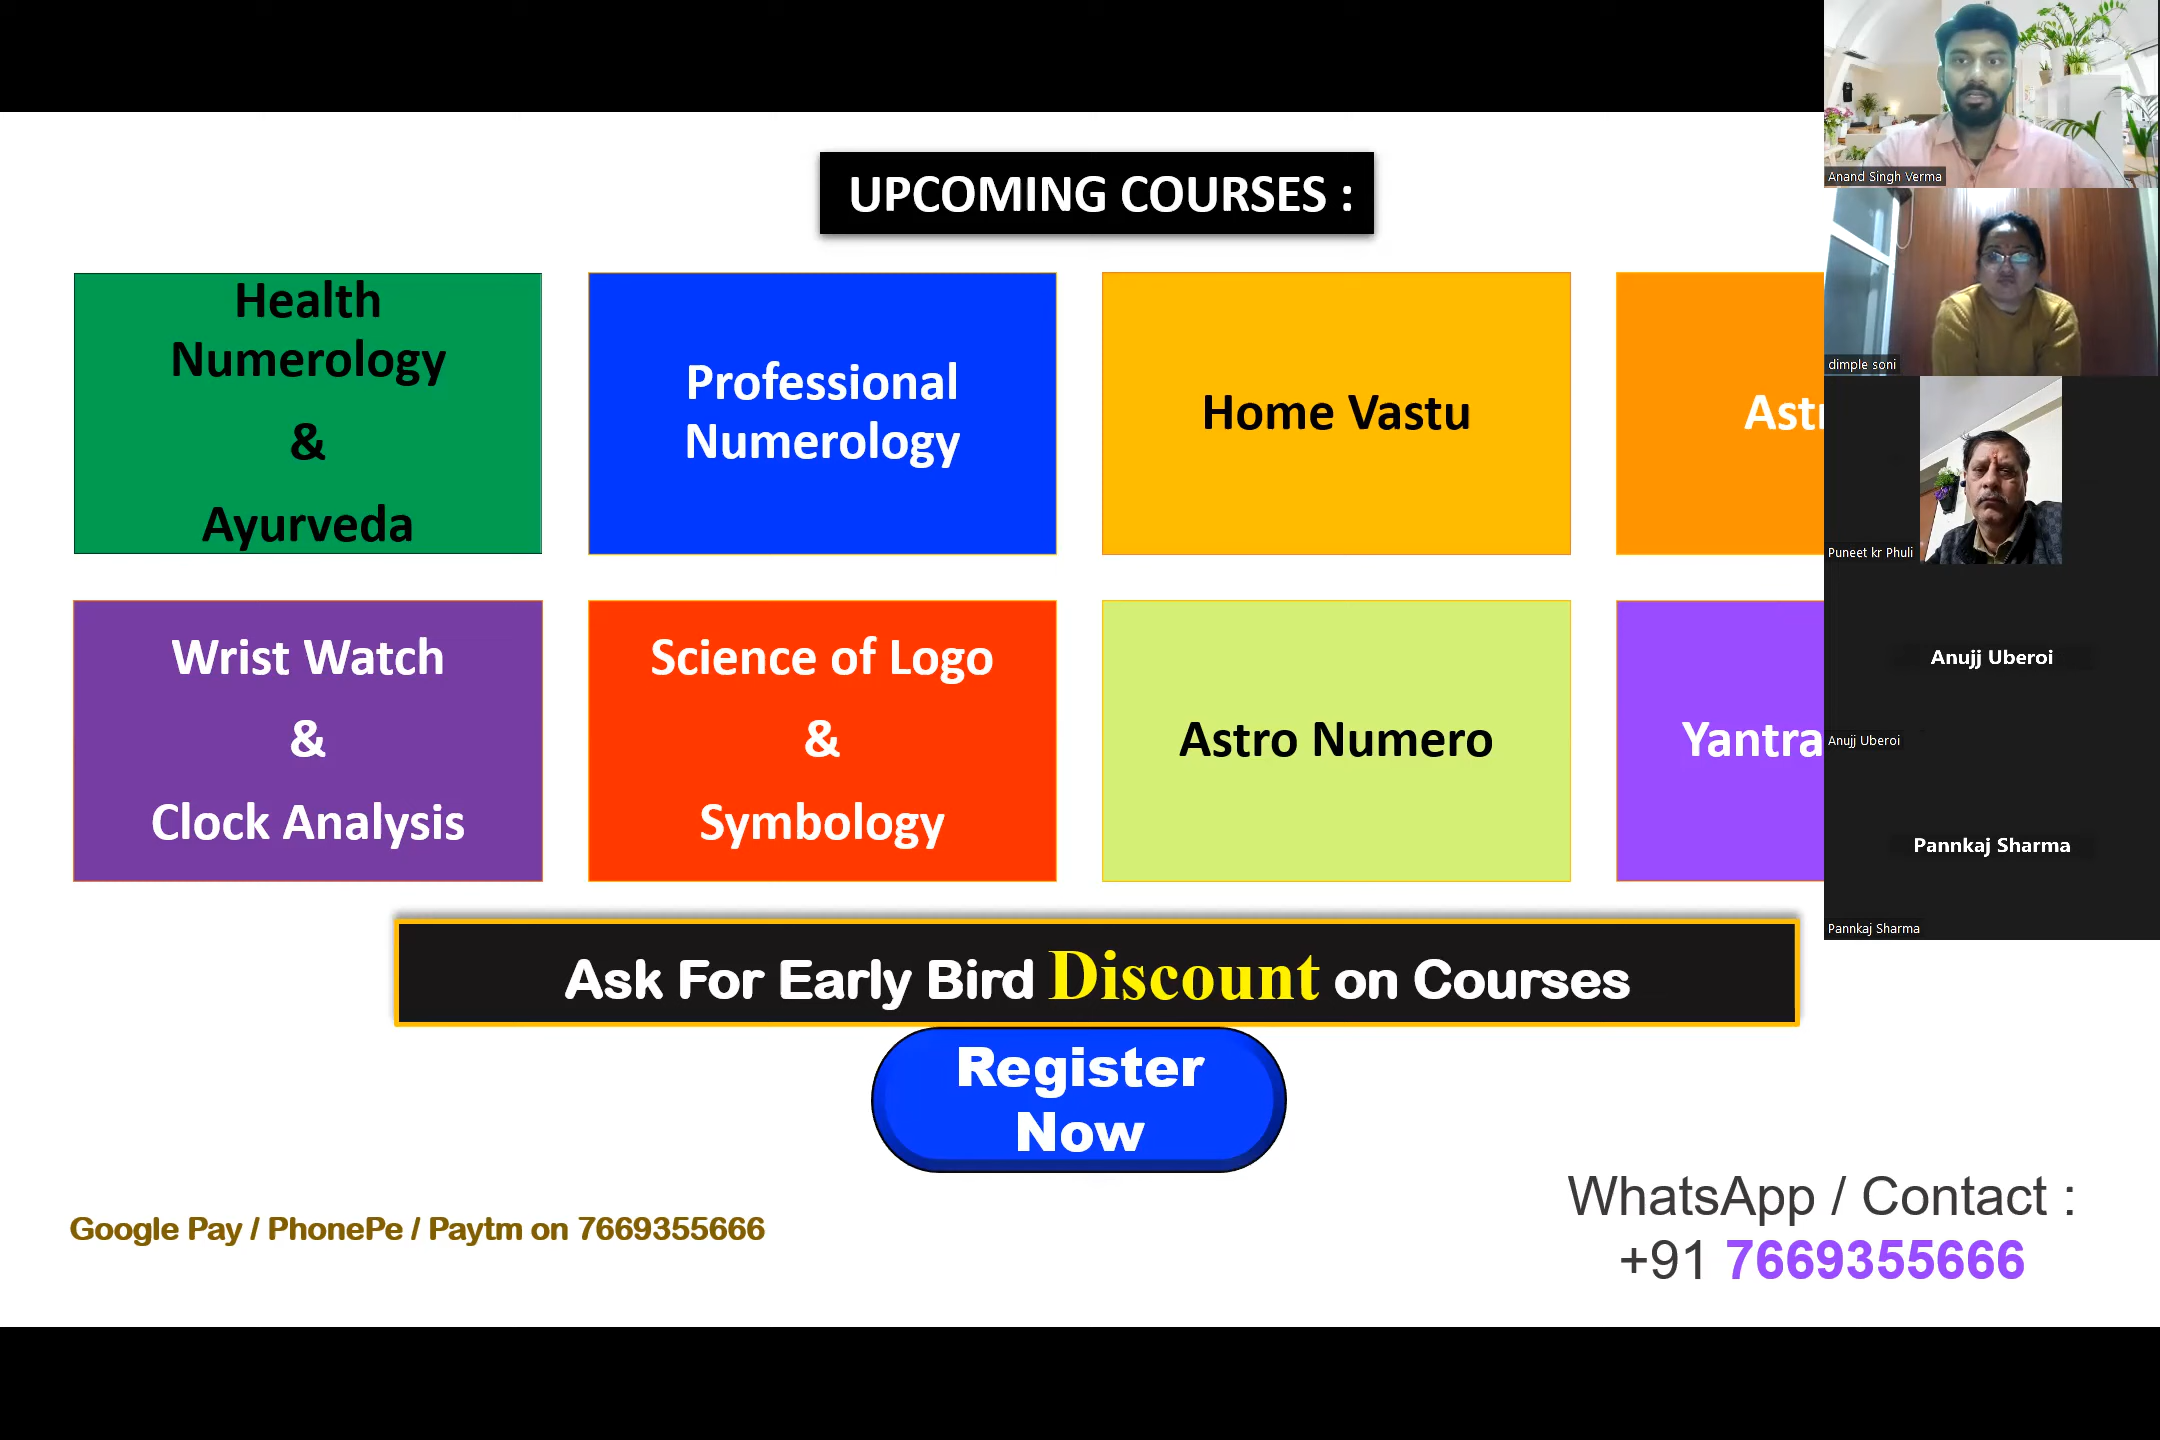 UPCOMING COURSES :
Health
Numerology
&
Ayurveda
Professional
Numerology
Home Vastu
Wrist Watch
&
Clock Analysis
Science of Logo
&
Symbology
Astro Numero
Yantra
Ask For Early Bird Discount on Courses
Register
Now
Google Pay / PhonePe / Paytm on 7669355666
WhatsApp / Contact :
+91 7669355666
Anand Singh Verma
dimple soni
Puneet kr Phuli
Anujj Uberoi
Anujj Uberoi
Pannkaj Sharma
Pannkaj Sharma